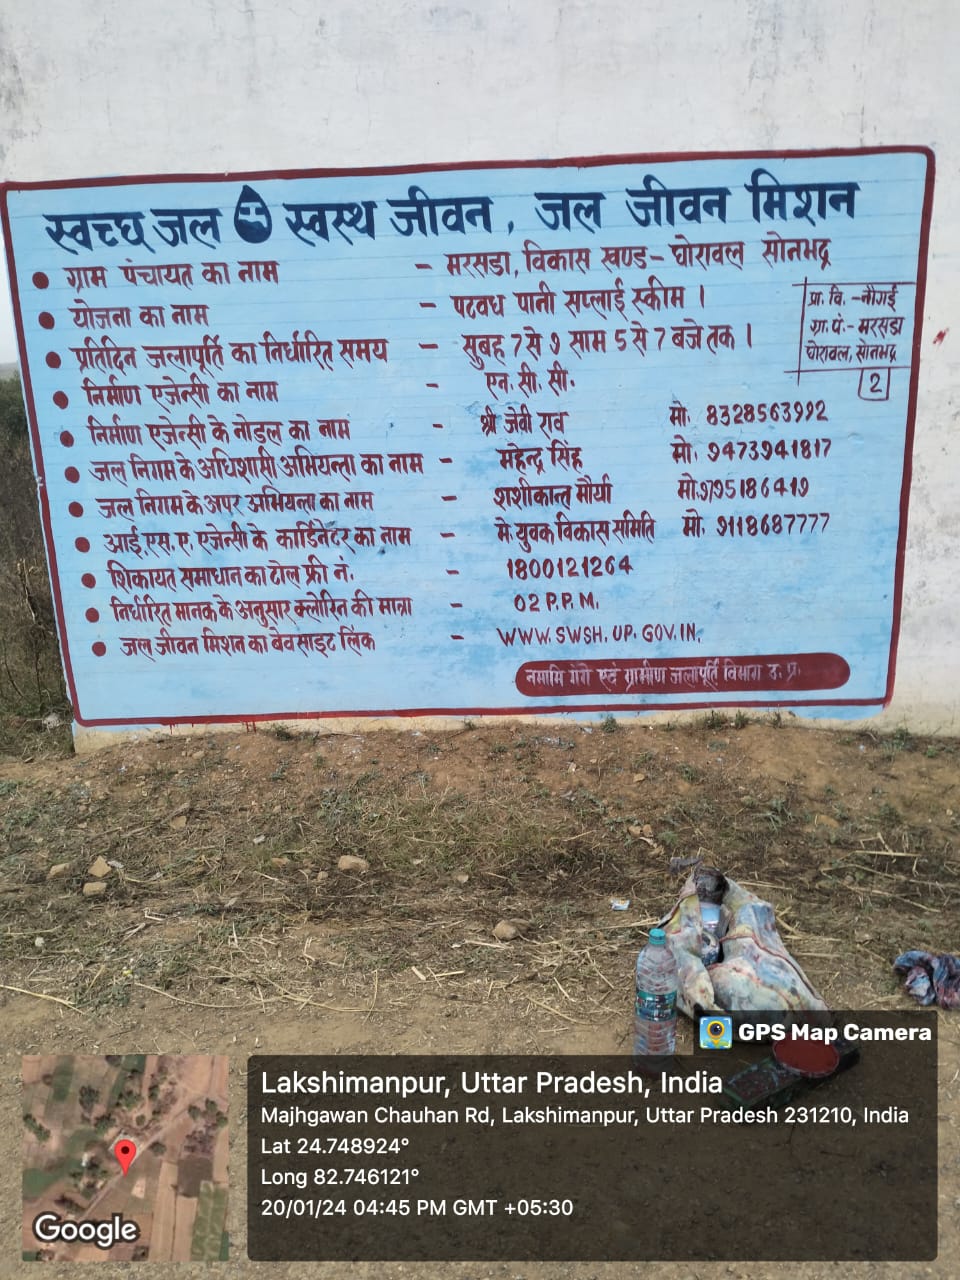 स्वच्छ जल स्वस्थ जीवन, जल जीवन मिशन
ग्राम पंचायत का नाम - मरसडा, विकास खण्ड - घोरावल सोनभद्र
योजना का नाम - पटवध पानी सप्लाई स्कीम।
प्रतिदिन जलापूर्ति का निर्धारित समय - सुबह 7 से 9 साम 5 से 7 बजे तक।
निर्माण एजेन्सी का नाम - एन. सी. सी.
निर्माण एजेन्सी के नोडल का नाम - श्री जेवी राव मो. 8328563992
जल निगम के अधिशासी अभियन्ता का नाम - महेन्द्र सिंह मो. 9473941817
जल निगम के अपर अभियन्ता का नाम - शशीकान्त मौर्या मो. 9795186419
आई.एस.ए. एजेन्सी के कार्डिनेटर का नाम - मे. युवक विकास समिति मो. 9118687777
शिकायत समाधान का टोल फ्री नं. - 1800121264
निर्धारित मानक के अनुसार क्लोरिन की मात्रा - 02 P.P.M.
जल जीवन मिशन का बेव साइट लिंक - WWW.SWSH.UP.GOV.IN.
नमामि गंगे एवं ग्रामीण जलापूर्ति विभाग उ. प्र.
प्रा. वि. - नौगई
ग्रा. पं. - मरसडा
घोरावल, सोनभद्र
2
GPS Map Camera
Lakshimanpur, Uttar Pradesh, India
Majhgawan Chauhan Rd, Lakshimanpur, Uttar Pradesh 231210, India
Lat 24.748924°
Long 82.746121°
20/01/24 04:45 PM GMT +05:30
Google